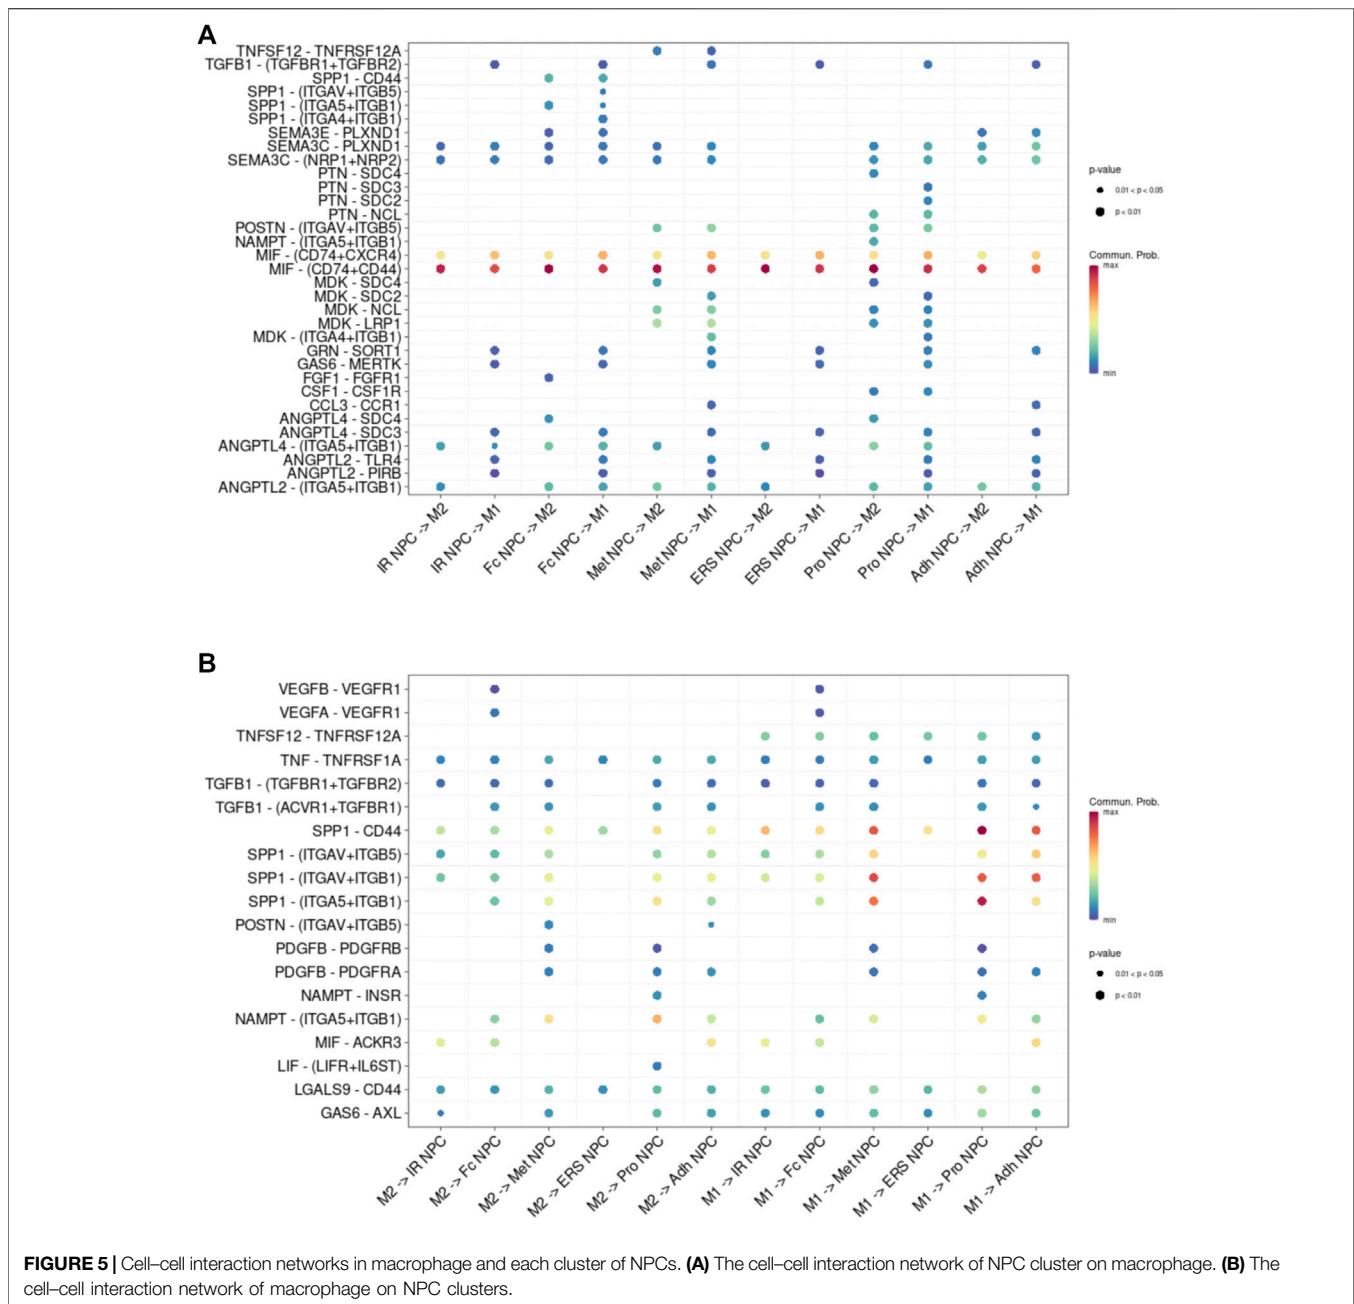 A
TNFSF12 - TNFRSF12A
TGFB1 - (TGFBR1+TGFBR2)
SPP1 - CD44
SPP1 - (ITGAV+ITGB5)
SPP1 - (ITGA5+ITGB1)
SPP1 - (ITGA4+ITGB1)
SEMA3E - PLXND1
SEMA3C - PLXND1
SEMA3C - (NRP1+NRP2)
PTN - SDC4
PTN - SDC3
PTN - SDC2
PTN - NCL
POSTN - (ITGAV+ITGB5)
NAMPT - (ITGA5+ITGB1)
MIF - (CD74+CXCR4)
MIF - (CD74+CD44)
MDK - SDC4
MDK - SDC2
MDK - NCL
MDK - LRP1
MDK - (ITGA4+ITGB1)
GRN - SORT1
GAS6 - MERTK
FGF1 - FGFR1
CSF1 - CSF1R
CCL3 - CCR1
ANGPTL4 - SDC4
ANGPTL4 - SDC3
ANGPTL4 - (ITGA5+ITGB1)
ANGPTL2 - TLR4
ANGPTL2 - PIRB
ANGPTL2 - (ITGA5+ITGB1)
IR NPC -> M2
IR NPC -> M1
Fc NPC -> M2
Fc NPC -> M1
Met NPC -> M2
Met NPC -> M1
ERS NPC -> M2
ERS NPC -> M1
Pro NPC -> M2
Pro NPC -> M1
Adh NPC -> M2
Adh NPC -> M1
p-value
0.01 < p < 0.05
p < 0.01
Commun. Prob.
max
min
B
VEGFB - VEGFR1
VEGFA - VEGFR1
TNFSF12 - TNFRSF12A
TNF - TNFRSF1A
TGFB1 - (TGFBR1+TGFBR2)
TGFB1 - (ACVR1+TGFBR1)
SPP1 - CD44
SPP1 - (ITGAV+ITGB5)
SPP1 - (ITGAV+ITGB1)
SPP1 - (ITGA5+ITGB1)
POSTN - (ITGAV+ITGB5)
PDGFB - PDGFRB
PDGFB - PDGFRA
NAMPT - INSR
NAMPT - (ITGA5+ITGB1)
MIF - ACKR3
LIF - (LIFR+IL6ST)
LGALS9 - CD44
GAS6 - AXL
M2 -> IR NPC
M2 -> Fc NPC
M2 -> Met NPC
M2 -> ERS NPC
M2 -> Pro NPC
M2 -> Adh NPC
M1 -> IR NPC
M1 -> Fc NPC
M1 -> Met NPC
M1 -> ERS NPC
M1 -> Pro NPC
M1 -> Adh NPC
Commun. Prob.
max
min
p-value
0.01 < p < 0.05
p < 0.01
FIGURE 5 | Cell–cell interaction networks in macrophage and each cluster of NPCs. (A) The cell–cell interaction network of NPC cluster on macrophage. (B) The
cell–cell interaction network of macrophage on NPC clusters.